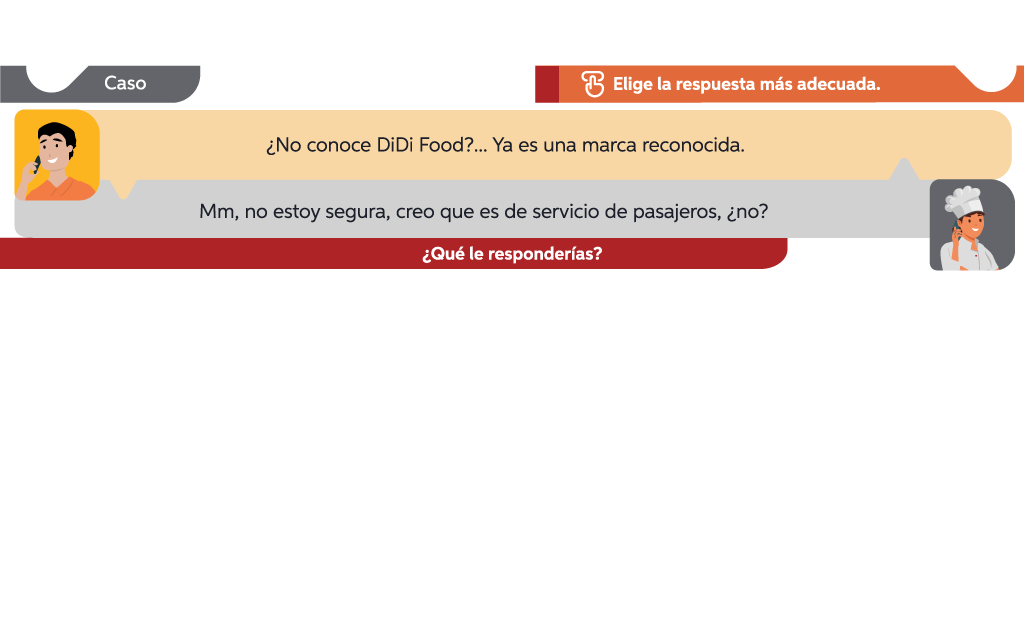 Caso
Elige la respuesta más adecuada.
¿No conoce DiDi Food?... Ya es una marca reconocida.
Mm, no estoy segura, creo que es de servicio de pasajeros, ¿no?
¿Qué le responderías?